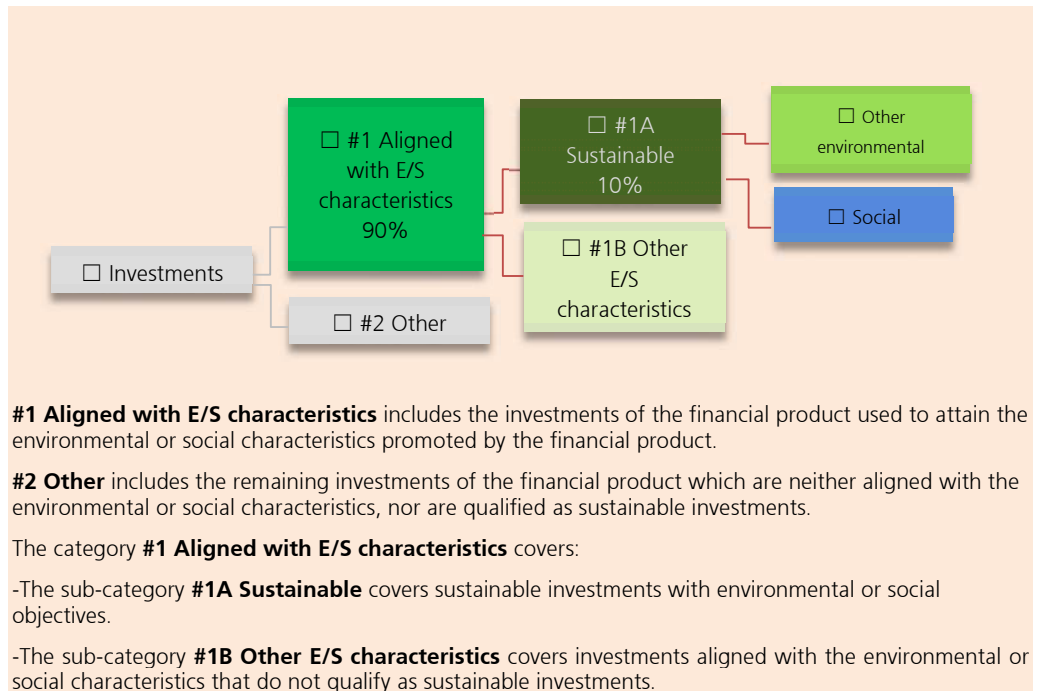 ☐ #1 Aligned
with E/S
characteristics
90%
☐ #1A
Sustainable
10%
☐ Other
environmental
☐ Social
☐ #1B Other
E/S
characteristics
☐ Investments
☐ #2 Other
#1 Aligned with E/S characteristics includes the investments of the financial product used to attain the
environmental or social characteristics promoted by the financial product.
#2 Other includes the remaining investments of the financial product which are neither aligned with the
environmental or social characteristics, nor are qualified as sustainable investments.
The category #1 Aligned with E/S characteristics covers:
-The sub-category #1A Sustainable covers sustainable investments with environmental or social
objectives.
-The sub-category #1B Other E/S characteristics covers investments aligned with the environmental or
social characteristics that do not qualify as sustainable investments.